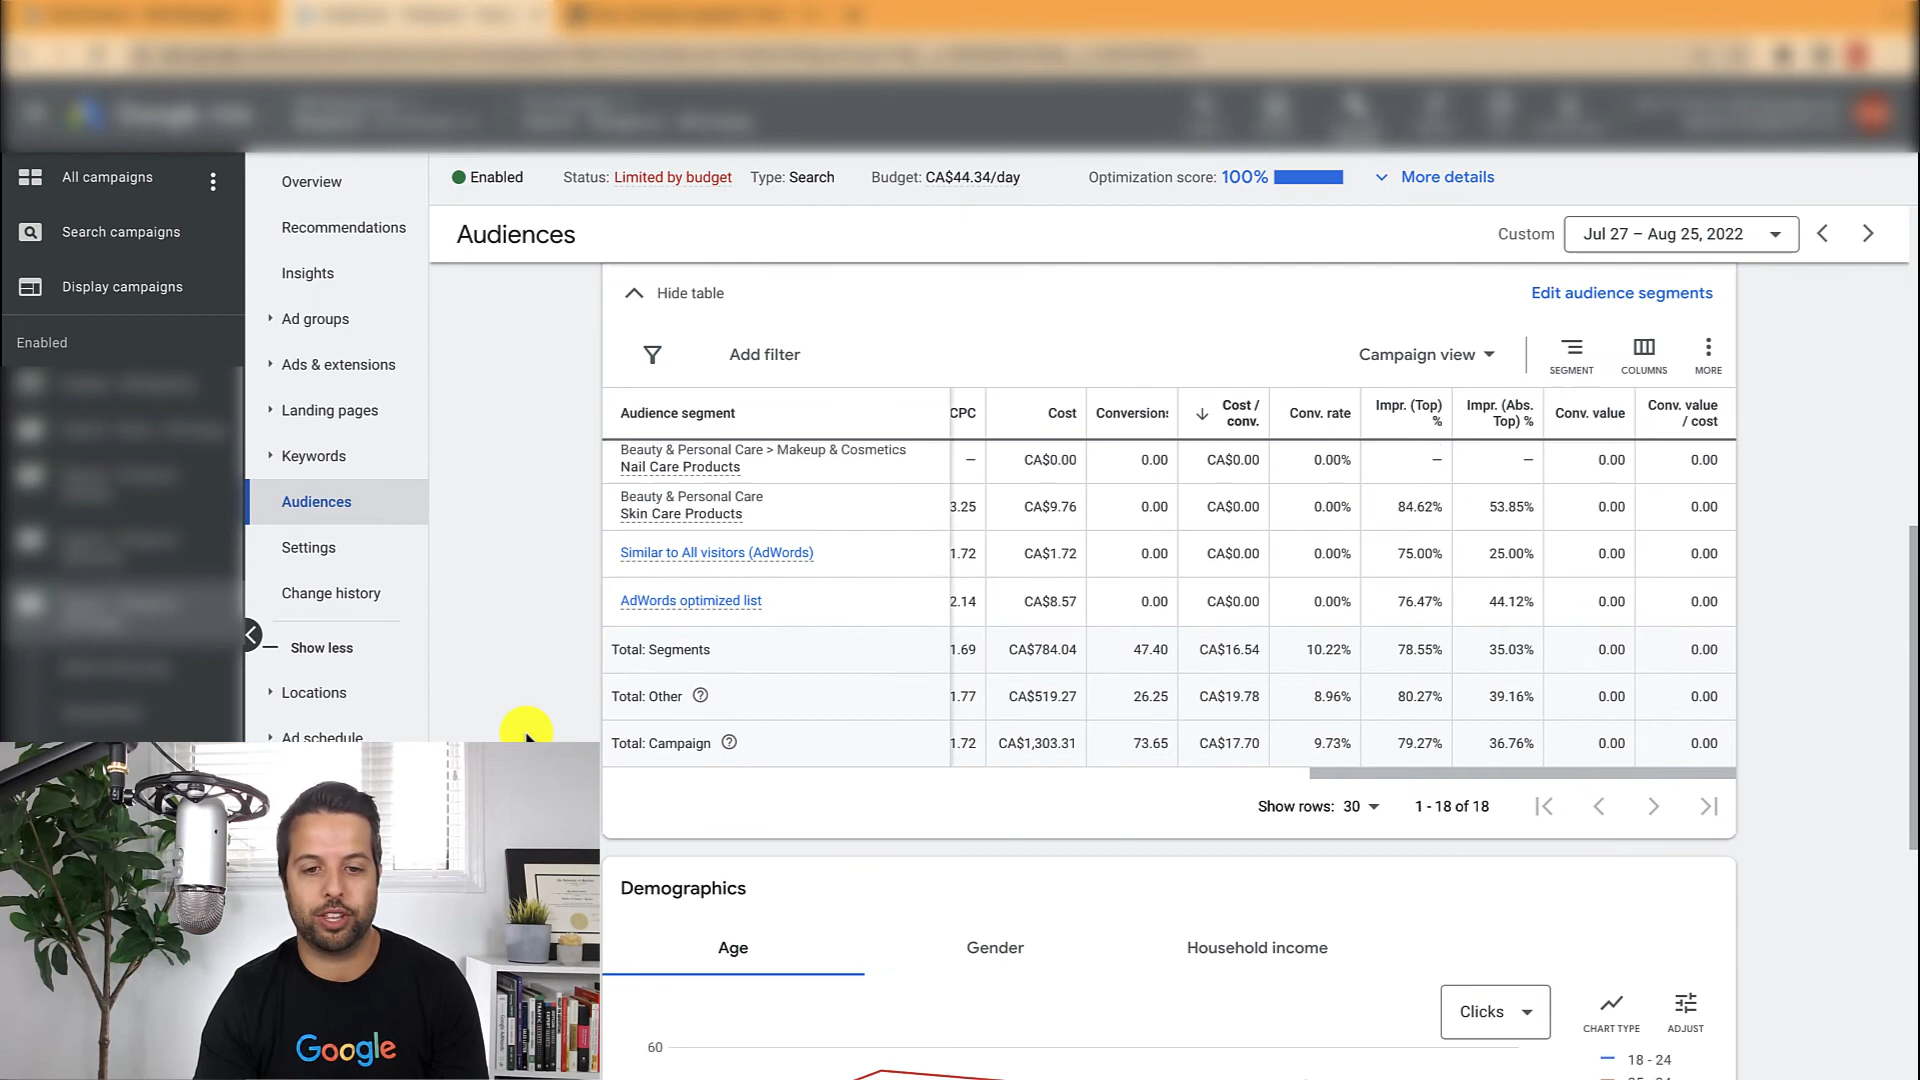 All campaigns
Search campaigns
Display campaigns
Enabled
Overview
Recommendations
Insights
Ad groups
Ads & extensions
Landing pages
Keywords
Audiences
Settings
Change history
Show less
Locations
Ad schedule
Enabled Status: Limited by budget Type: Search Budget: CA$44.34/day Optimization score: 100% More details
Audiences
Custom Jul 27 – Aug 25, 2022
Hide table
Edit audience segments
Add filter
Campaign view
SEGMENT
COLUMNS
MORE
Audience segment CPC Cost Conversions Cost / conv. Conv. rate Impr. (Top) % Impr. (Abs. Top) % Conv. value Conv. value / cost
Beauty & Personal Care > Makeup & Cosmetics
Nail Care Products — CA$0.00 0.00 CA$0.00 0.00% — — 0.00 0.00
Beauty & Personal Care
Skin Care Products 3.25 CA$9.76 0.00 CA$0.00 0.00% 84.62% 53.85% 0.00 0.00
Similar to All visitors (AdWords) 1.72 CA$1.72 0.00 CA$0.00 0.00% 75.00% 25.00% 0.00 0.00
AdWords optimized list 2.14 CA$8.57 0.00 CA$0.00 0.00% 76.47% 44.12% 0.00 0.00
Total: Segments 1.69 CA$784.04 47.40 CA$16.54 10.22% 78.55% 35.03% 0.00 0.00
Total: Other 1.77 CA$519.27 26.25 CA$19.78 8.96% 80.27% 39.16% 0.00 0.00
Total: Campaign 1.72 CA$1,303.31 73.65 CA$17.70 9.73% 79.27% 36.76% 0.00 0.00
Show rows: 30 1 - 18 of 18
Demographics
Age Gender Household income
Clicks
CHART TYPE
ADJUST
60
18 - 24
Google